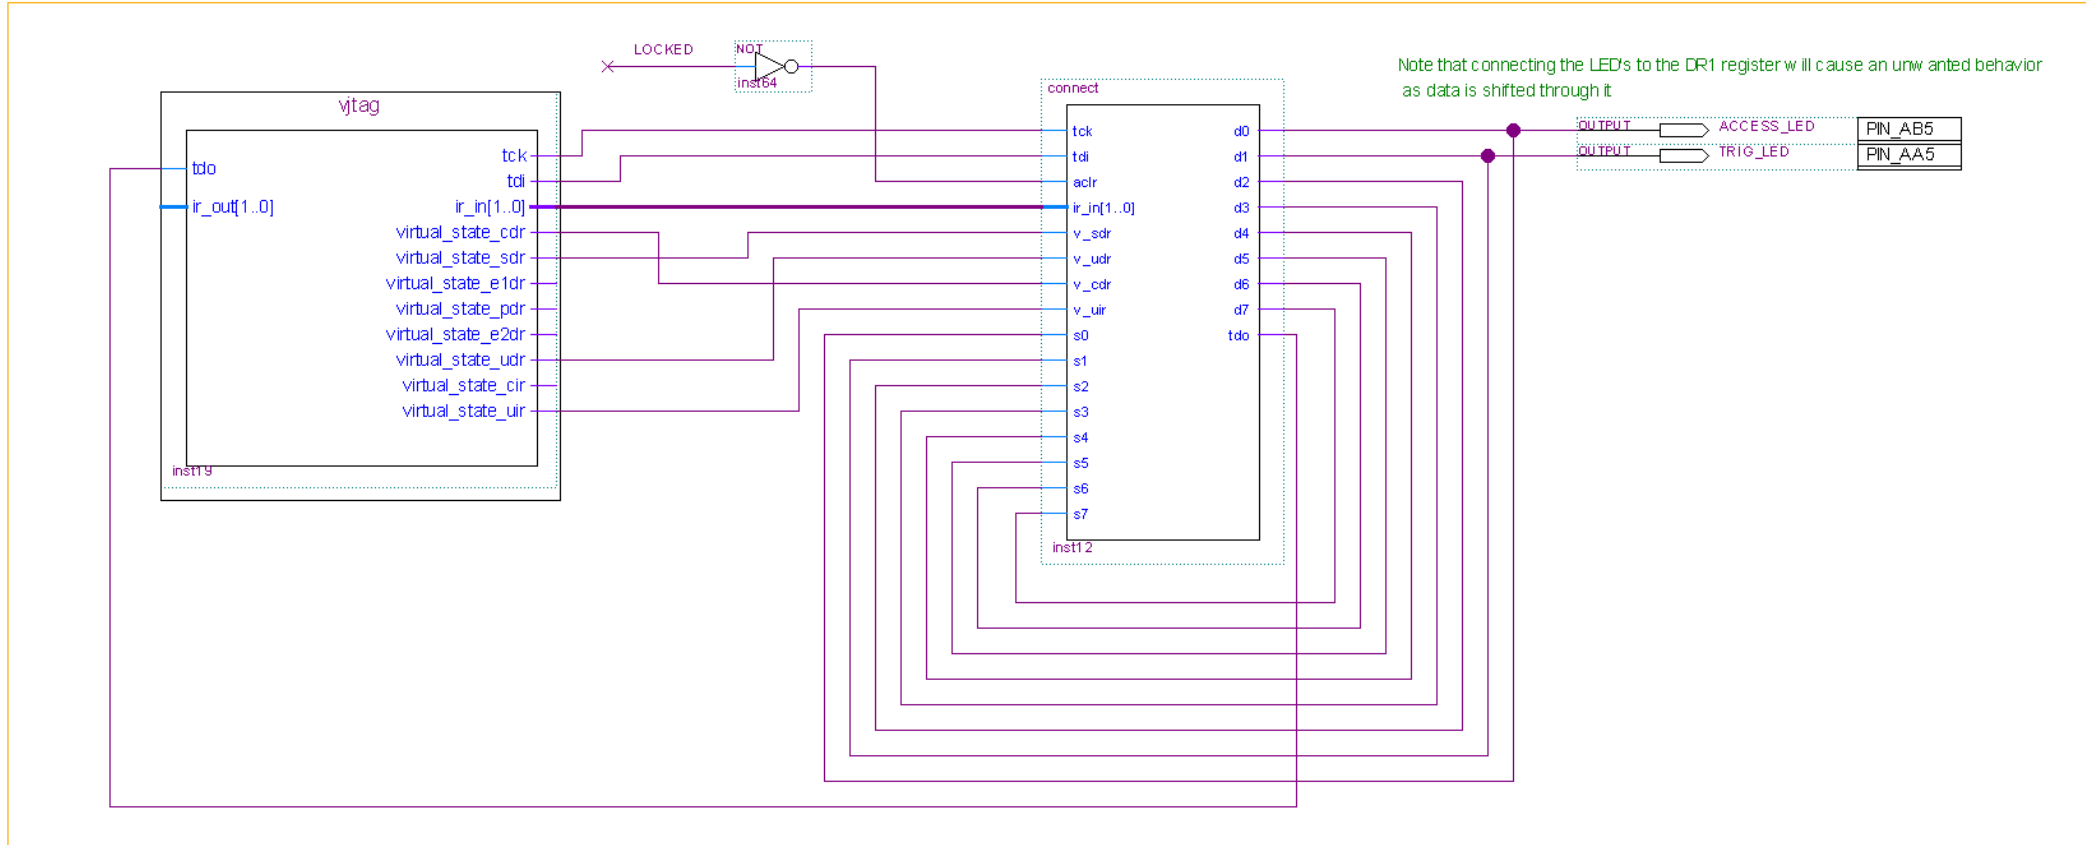 LOCKED
NOT
inst64
Note that connecting the LED's to the DR1 register will cause an unwanted behavior
as data is shifted through it
vjtag
tdo
ir_out[1..0]
tck
tdi
ir_in[1..0]
virtual_state_cdr
virtual_state_sdr
virtual_state_e1dr
virtual_state_pdr
virtual_state_e2dr
virtual_state_udr
virtual_state_cir
virtual_state_uir
inst19
connect
tck
tdi
aclr
ir_in[1..0]
v_sdr
v_udr
v_cdr
v_uir
s0
s1
s2
s3
s4
s5
s6
s7
d0
d1
d2
d3
d4
d5
d6
d7
tdo
inst12
OUTPUT ACCESS_LED PIN_AB5
OUTPUT TRIG_LED PIN_AA5